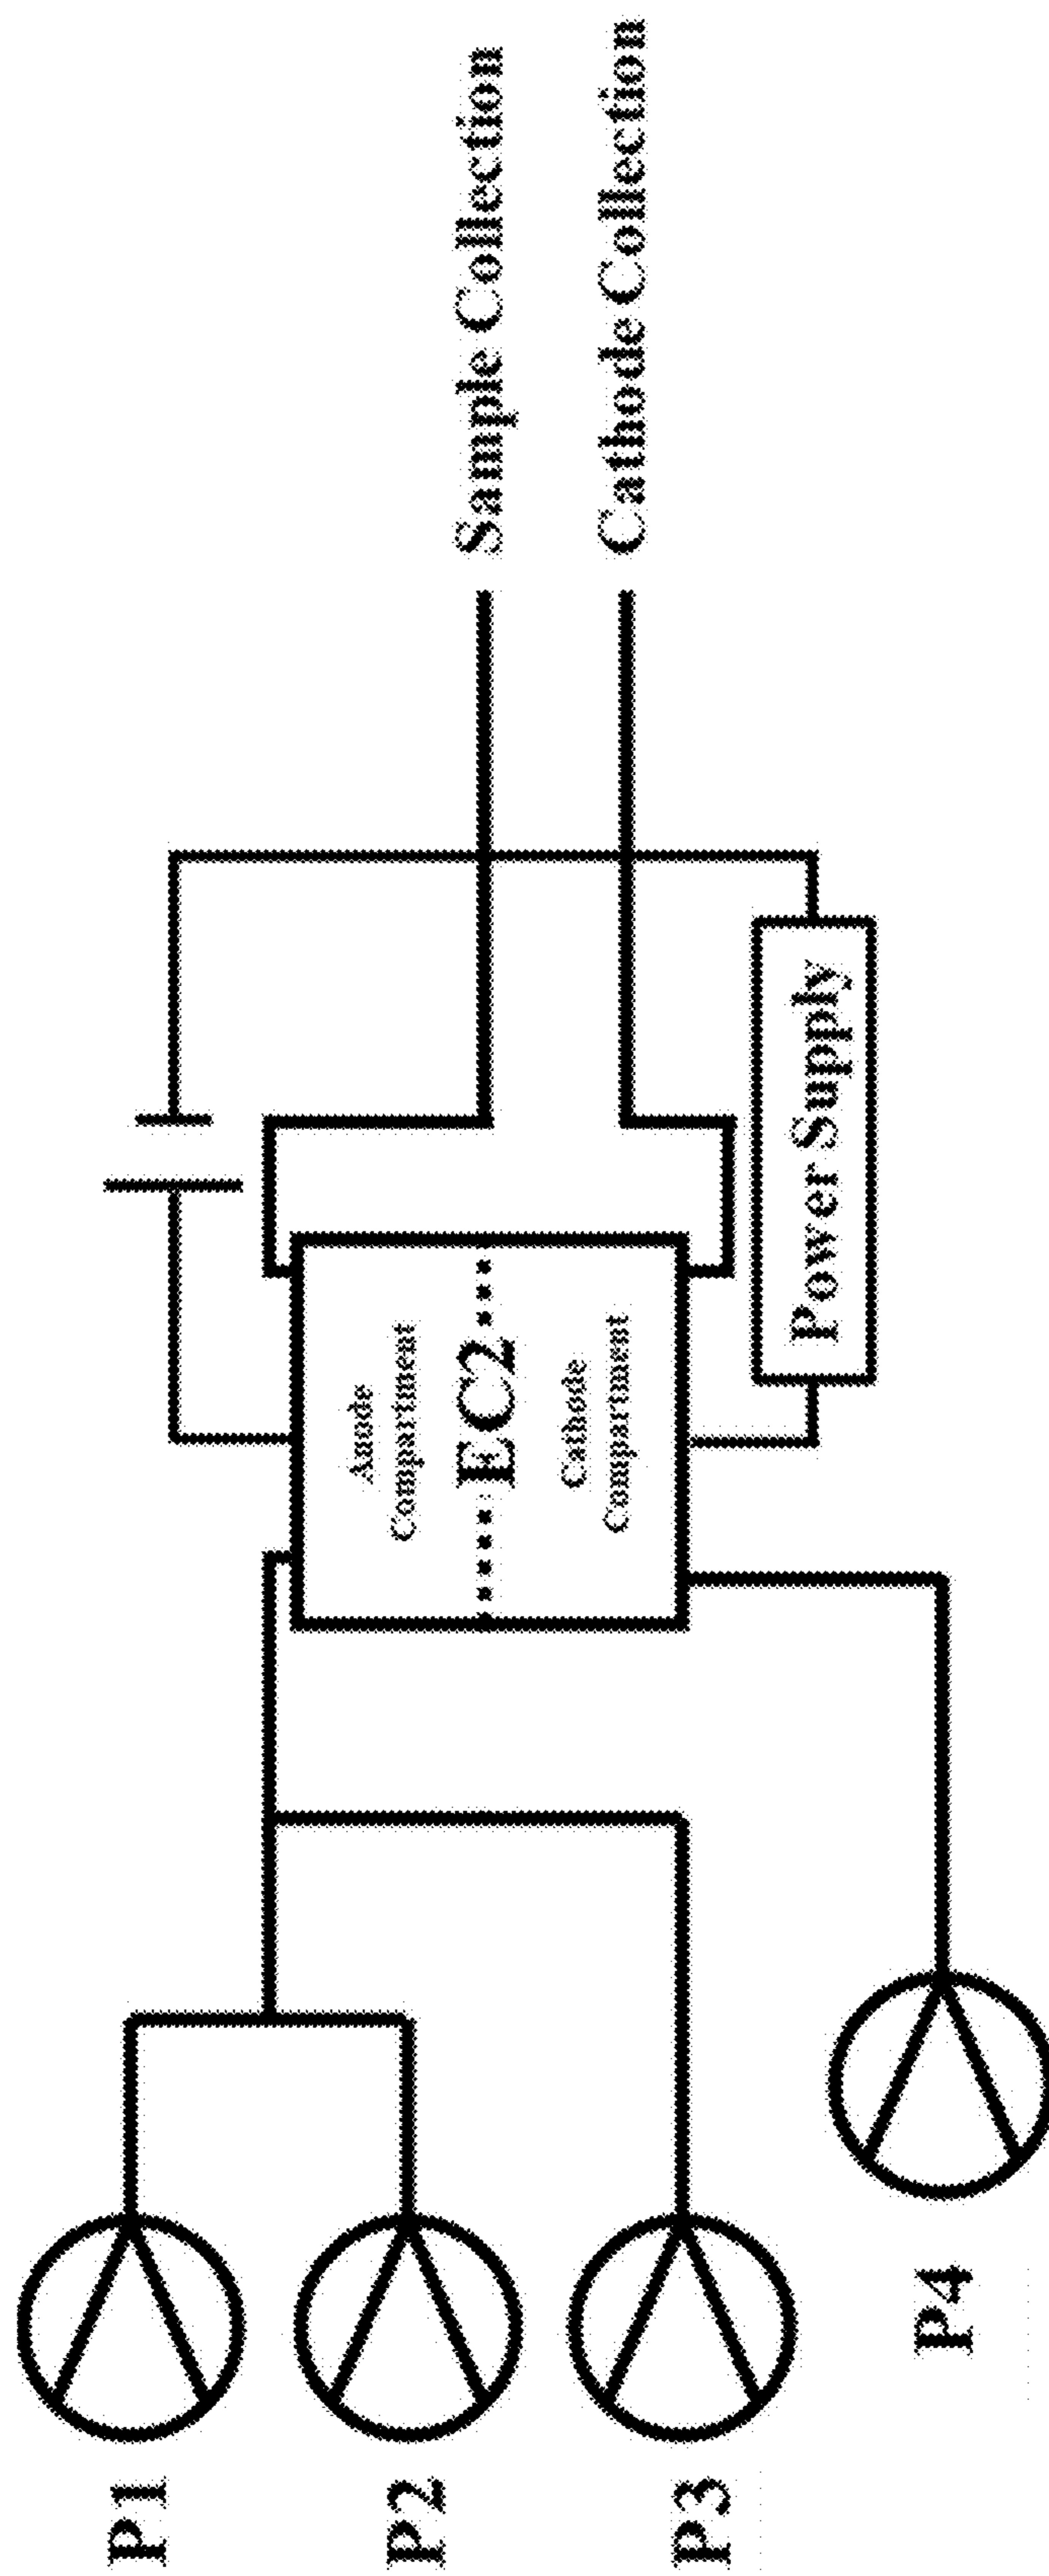 P1
P2
P3
P4
Anode
Compartment
EC2
Cathode
Compartment
Power Supply
Sample Collection
Cathode Collection